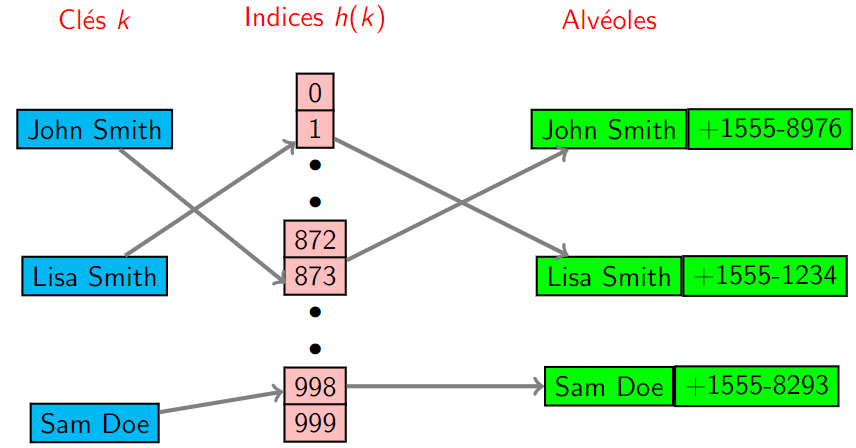 Clés k
Indices h(k)
Alvéoles
0
John Smith
1
John Smith
+1555-8976
872
Lisa Smith
873
Lisa Smith
+1555-1234
998
Sam Doe
+1555-8293
Sam Doe
999